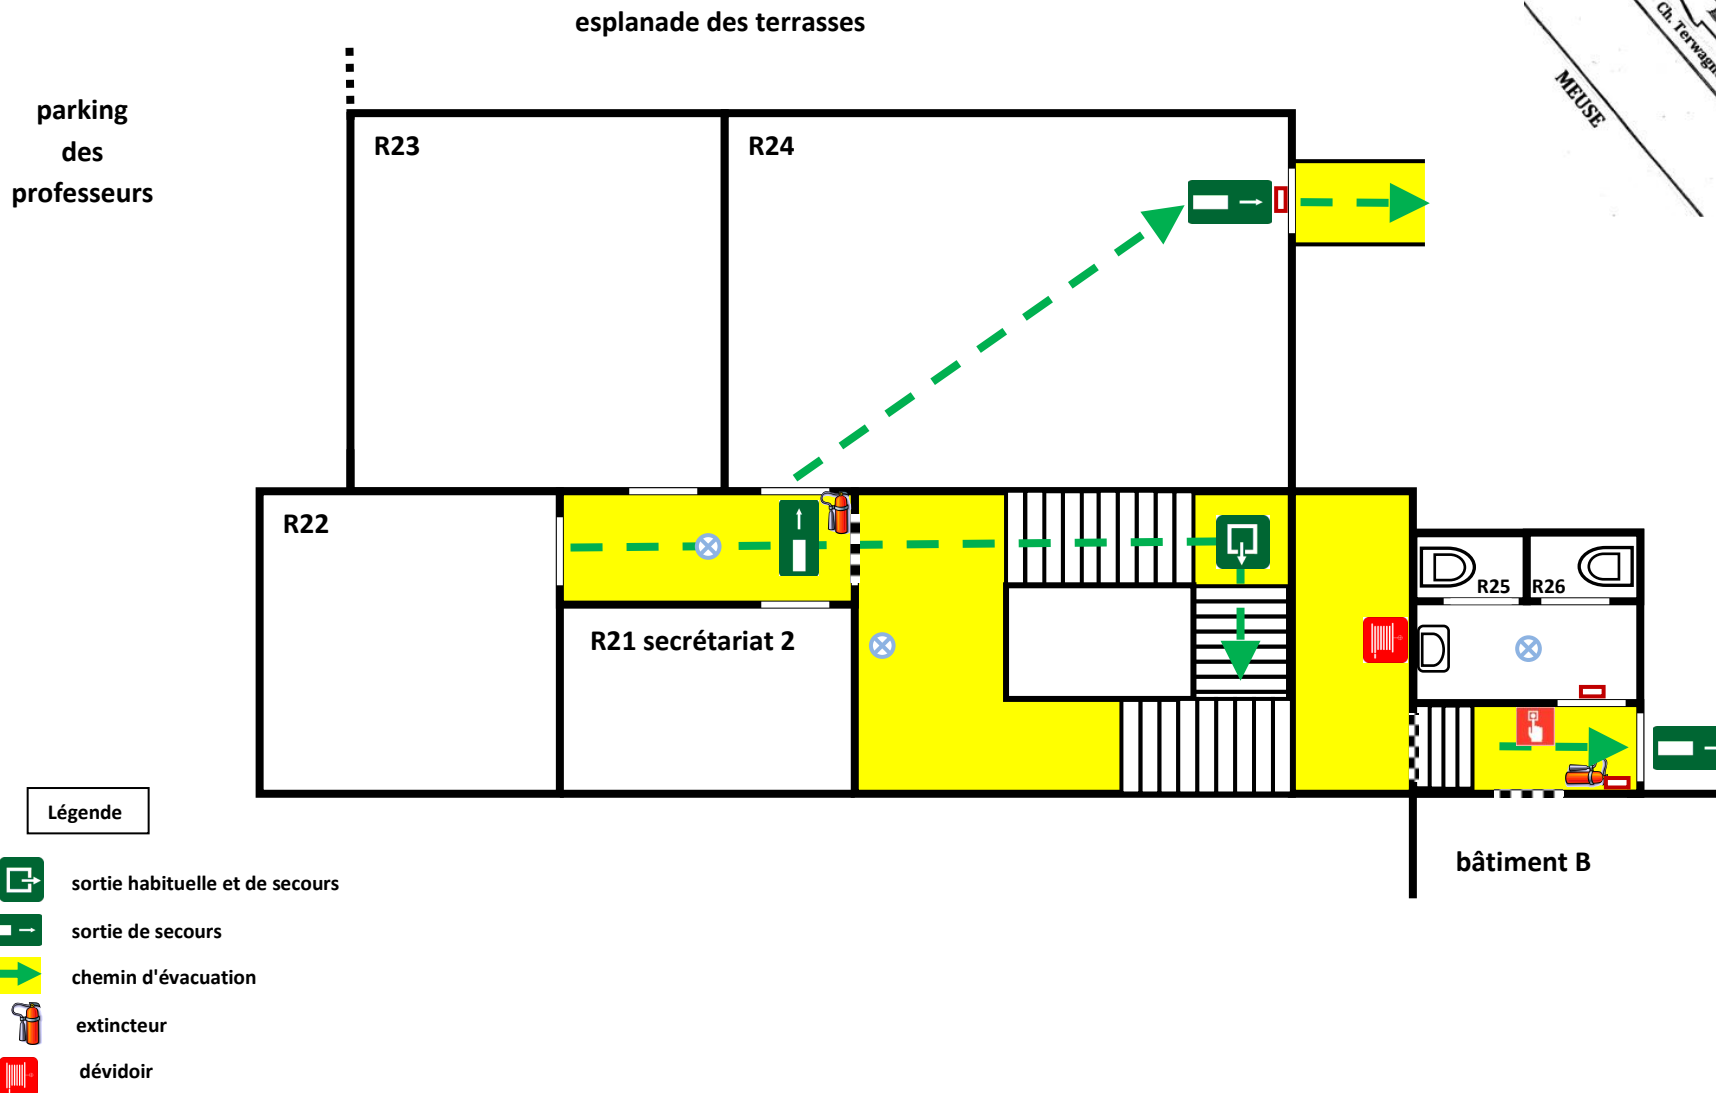 esplanade des terrasses
parking
des
professeurs
MEUSE
R23
R24
R22
R21 secrétariat 2
R25
R26
bâtiment B
Légende
sortie habituelle et de secours
sortie de secours
chemin d'évacuation
extincteur
dévidoir